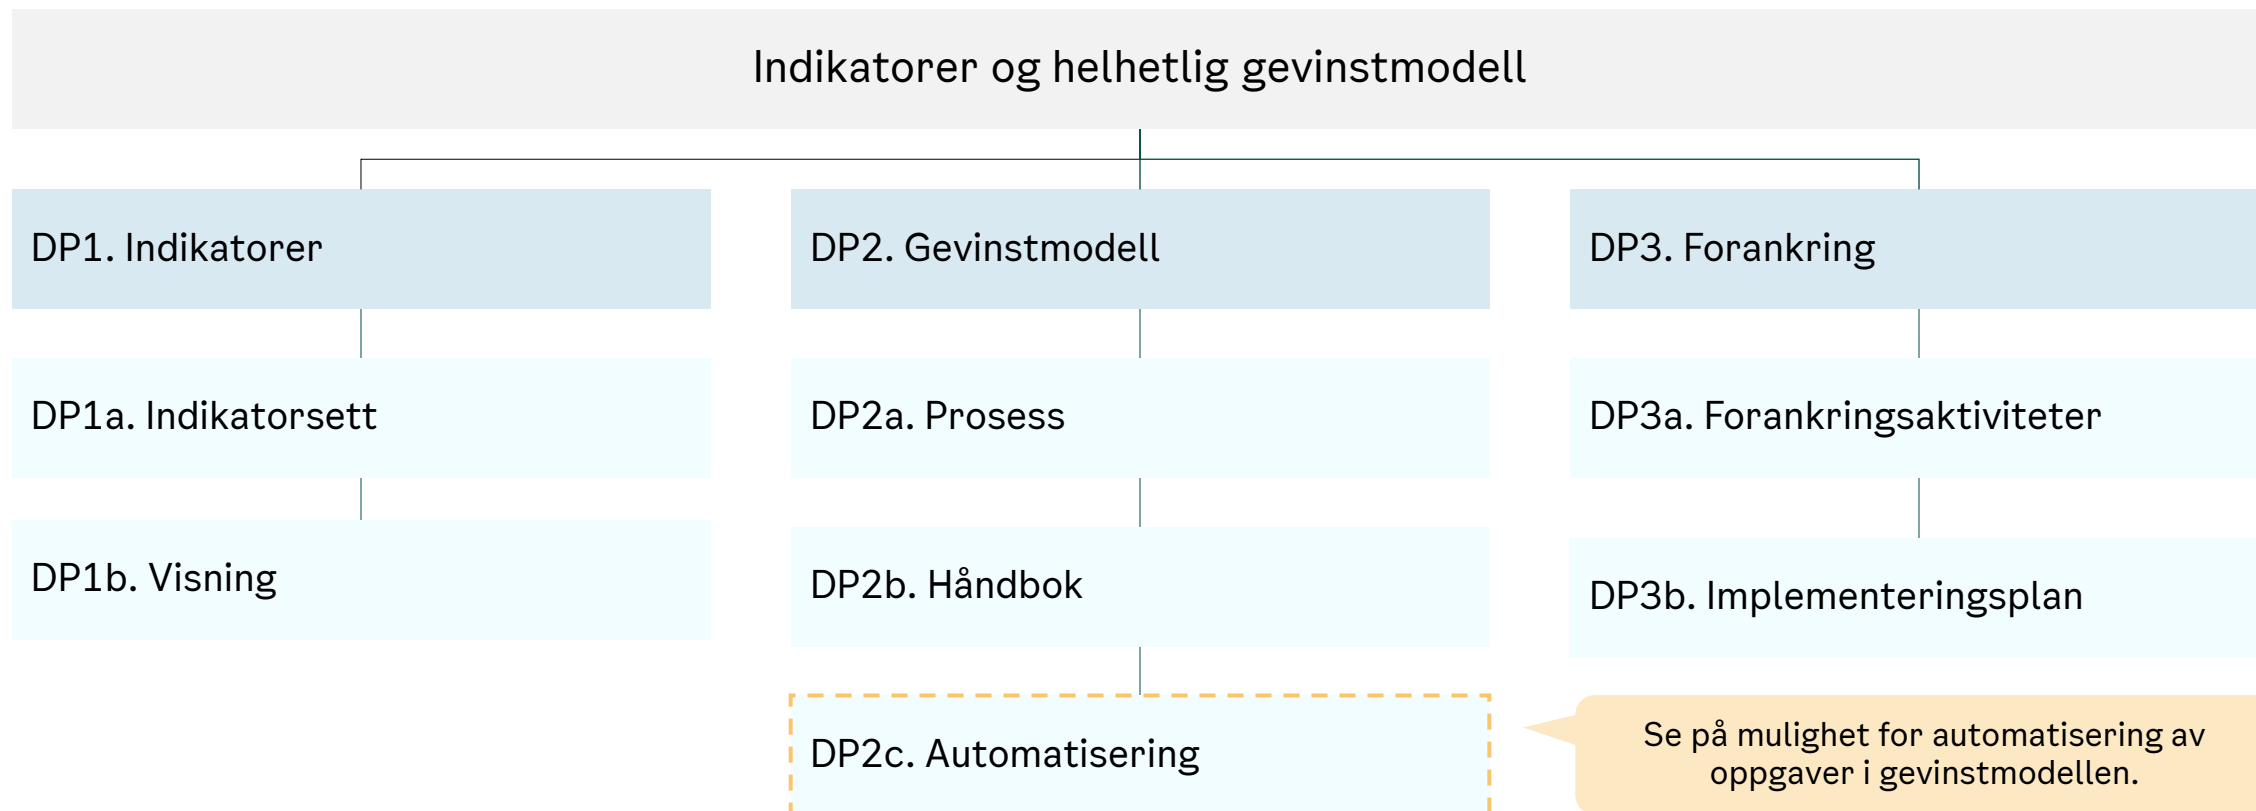 Indikatorer og helhetlig gevinstmodell
DP1. Indikatorer
DP1a. Indikatorsett
DP1b. Visning
DP2. Gevinstmodell
DP2a. Prosess
DP2b. Håndbok
DP2c. Automatisering
DP3. Forankring
DP3a. Forankringsaktiviteter
DP3b. Implementeringsplan
Se på mulighet for automatisering av
oppgaver i gevinstmodellen.